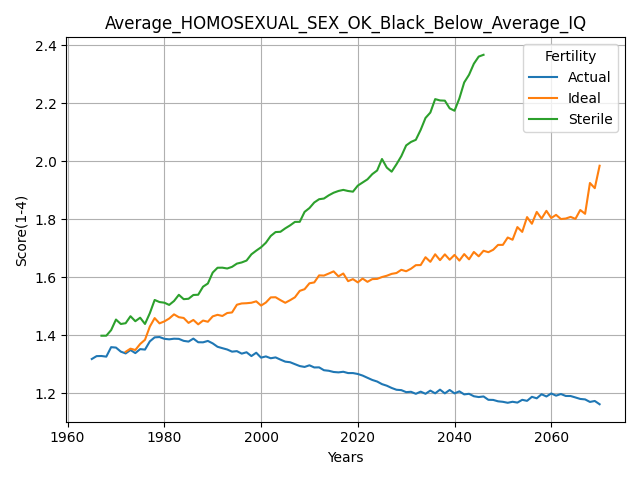 Average_HOMOSEXUAL_SEX_OK_Black_Below_Average_IQ
Score(1-4)
2.4
2.2
2.0
1.8
1.6
1.4
1.2
Fertility
Actual
Ideal
Sterile
1960 1980 2000 2020 2040 2060
Years